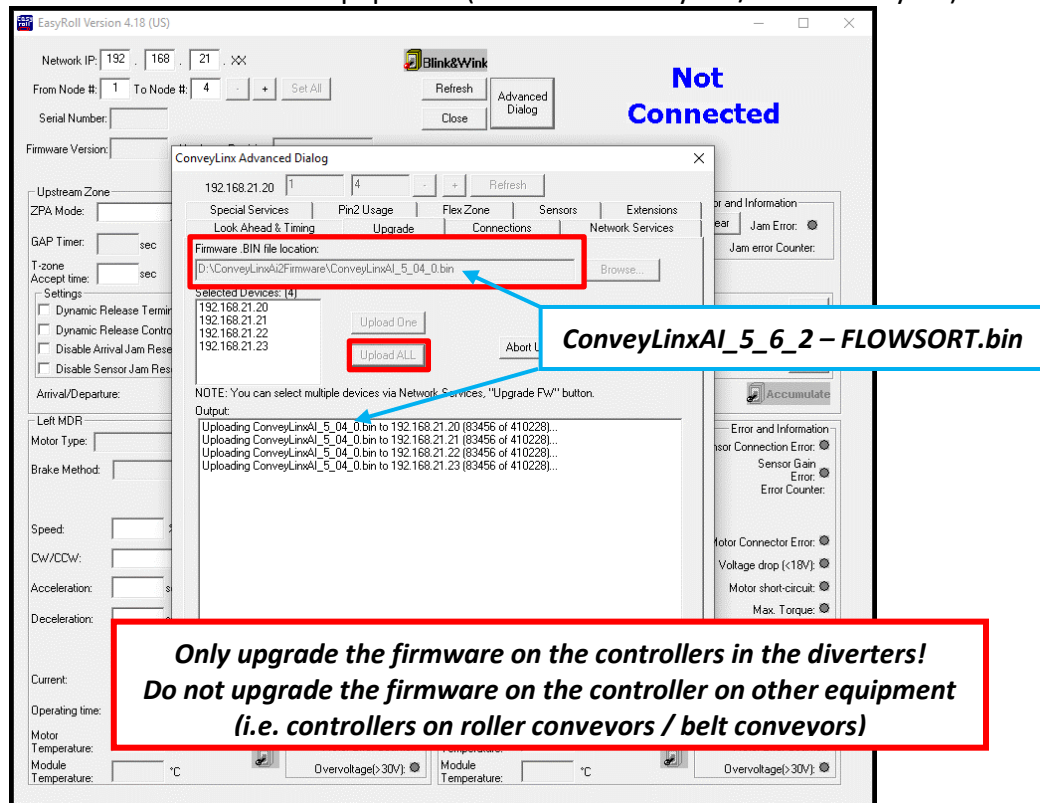 EasyRoll Version 4.18 (US)
Network IP: 192 . 168 . 21 . XX
Blink&Wink
From Node #: 1 To Node #: 4 - + Set All
Refresh
Advanced Dialog
Not Connected
Serial Number:
Close
Firmware Version:
ConveyLinx Advanced Dialog
192.168.21.20 1 4 - + Refresh
Special Services Pin2 Usage Flex Zone Sensors Extensions
Look Ahead & Timing Upgrade Connections Network Services
Firmware .BIN file location:
D:\ConveyLinxAi2Firmware\ConveyLinxAI_5_04_0.bin Browse...
Selected Devices: (4)
192.168.21.20
192.168.21.21
192.168.21.22
192.168.21.23
Upload One
Upload ALL
Abort
ConveyLinxAI_5_6_2 – FLOWSORT.bin
NOTE: You can select multiple devices via Network Services, "Upgrade FW" button.
Output:
Uploading ConveyLinxAI_5_04_0.bin to 192.168.21.20 (83456 of 410228)...
Uploading ConveyLinxAI_5_04_0.bin to 192.168.21.21 (83456 of 410228)...
Uploading ConveyLinxAI_5_04_0.bin to 192.168.21.22 (83456 of 410228)...
Uploading ConveyLinxAI_5_04_0.bin to 192.168.21.23 (83456 of 410228)...
Upstream Zone
ZPA Mode:
GAP Timer: sec
T-zone
Accept time: sec
Settings
Dynamic Release Termin
Dynamic Release Contro
Disable Arrival Jam Rese
Disable Sensor Jam Res
Arrival/Departure:
Left MDR
Motor Type:
Brake Method:
Speed:
CW/CCW:
Acceleration:
Deceleration:
Current:
Operating time:
Motor
Temperature:
Module
Temperature: °C
Overvoltage(>30V):
Module
Temperature: °C
Overvoltage(>30V):
or and Information
ear Jam Error:
Jam error Counter:
Accumulate
Error and Information
nsor Connection Error:
Sensor Gain
Error:
Error Counter:
Motor Connector Error:
Voltage drop (<18V):
Motor short-circuit:
Max. Torque:
Only upgrade the firmware on the controllers in the diverters!
Do not upgrade the firmware on the controller on other equipment
(i.e. controllers on roller conveyors / belt conveyors)